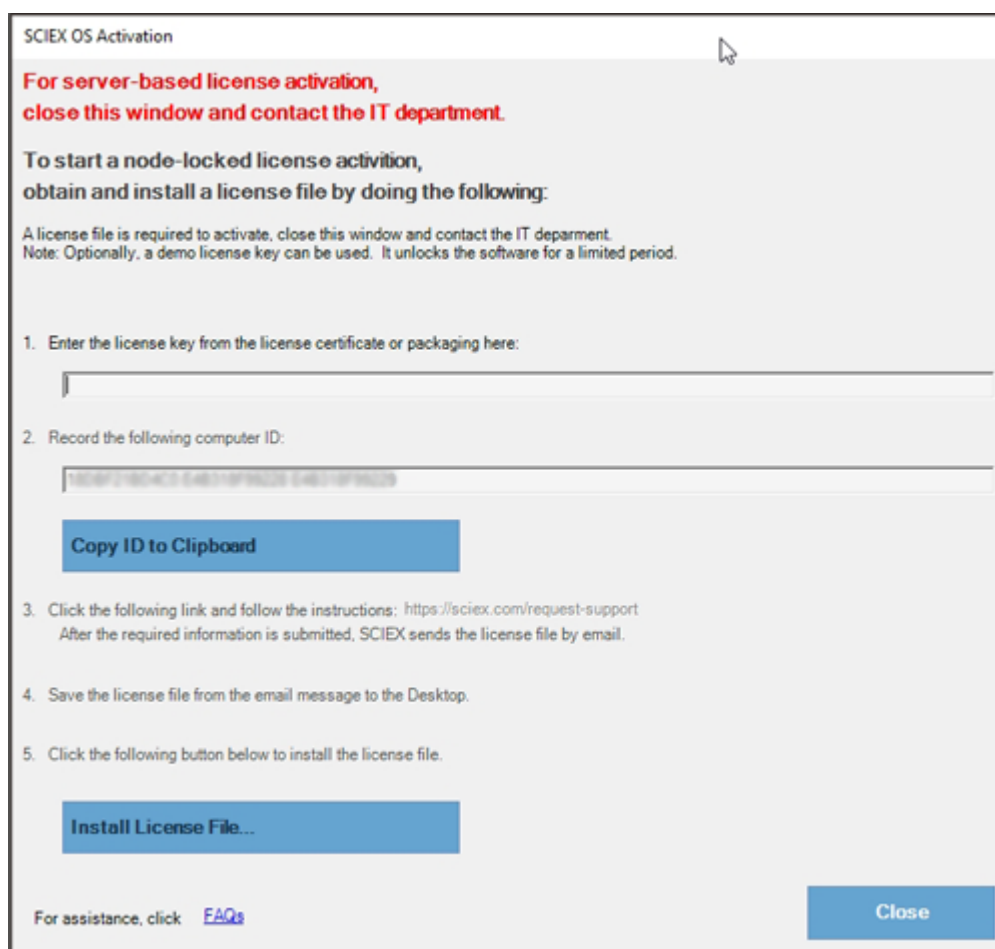 SCIEX OS Activation
For server-based license activation,
close this window and contact the IT department.
To start a node-locked license activition,
obtain and install a license file by doing the following:
A license file is required to activate, close this window and contact the IT deparment.
Note: Optionally, a demo license key can be used. It unlocks the software for a limited period.
1. Enter the license key from the license certificate or packaging here:
2. Record the following computer ID:
Copy ID to Clipboard
3. Click the following link and follow the instructions: https://sciex.com/request-support
After the required information is submitted, SCIEX sends the license file by email.
4. Save the license file from the email message to the Desktop.
5. Click the following button below to install the license file.
Install License File...
For assistance, click FAQs
Close